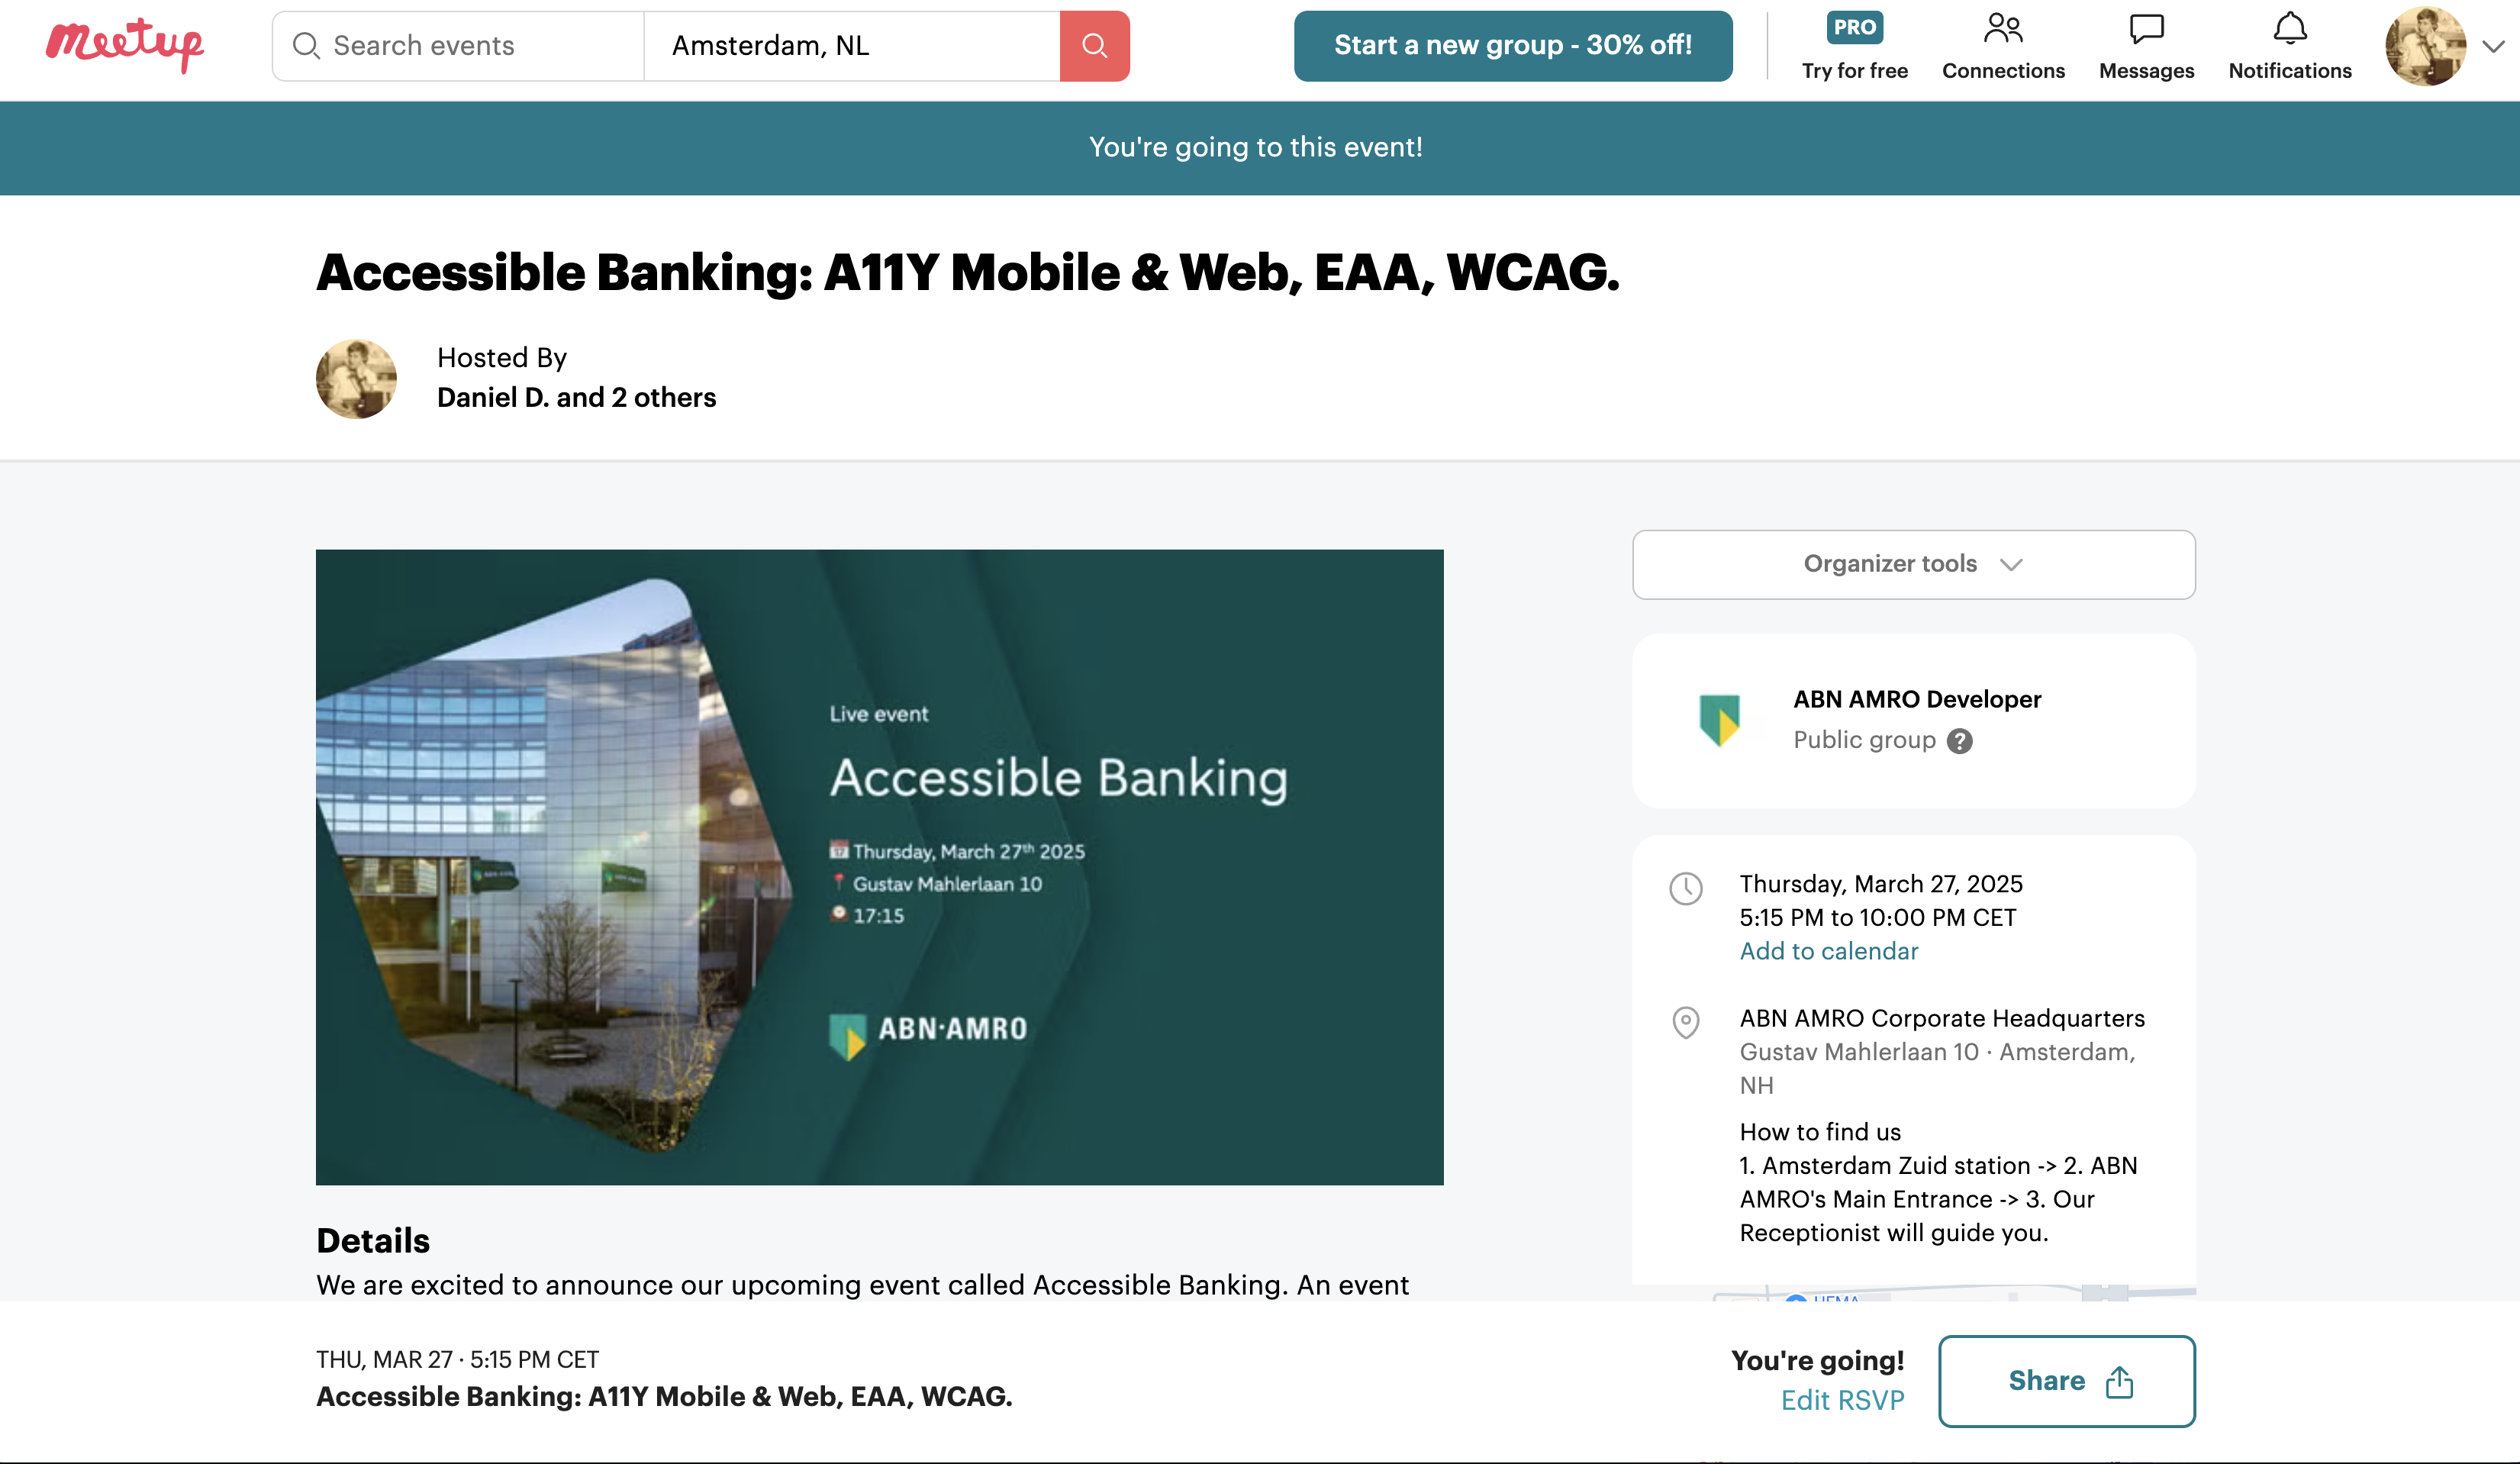 Meetup
Search events
Amsterdam, NL
Start a new group - 30% off!
PRO
Try for free
Connections
Messages
Notifications
You're going to this event!
Accessible Banking: A11Y Mobile & Web, EAA, WCAG.
Hosted By
Daniel D. and 2 others
Live event
Accessible Banking
Thursday, March 27th 2025
Gustav Mahlerlaan 10
17:15
ABN·AMRO
Details
We are excited to announce our upcoming event called Accessible Banking. An event
Organizer tools
ABN AMRO Developer
Public group ?
Thursday, March 27, 2025
5:15 PM to 10:00 PM CET
Add to calendar
ABN AMRO Corporate Headquarters
Gustav Mahlerlaan 10 · Amsterdam,
NH
How to find us
1. Amsterdam Zuid station -> 2. ABN
AMRO's Main Entrance -> 3. Our
Receptionist will guide you.
HEMA
THU, MAR 27 · 5:15 PM CET
Accessible Banking: A11Y Mobile & Web, EAA, WCAG.
You're going!
Edit RSVP
Share